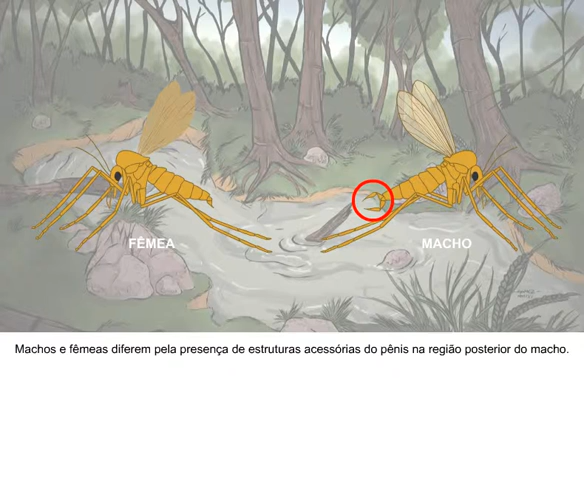 FÊMEA
MACHO
Machos e fêmeas diferem pela presença de estruturas acessórias do pênis na região posterior do macho.